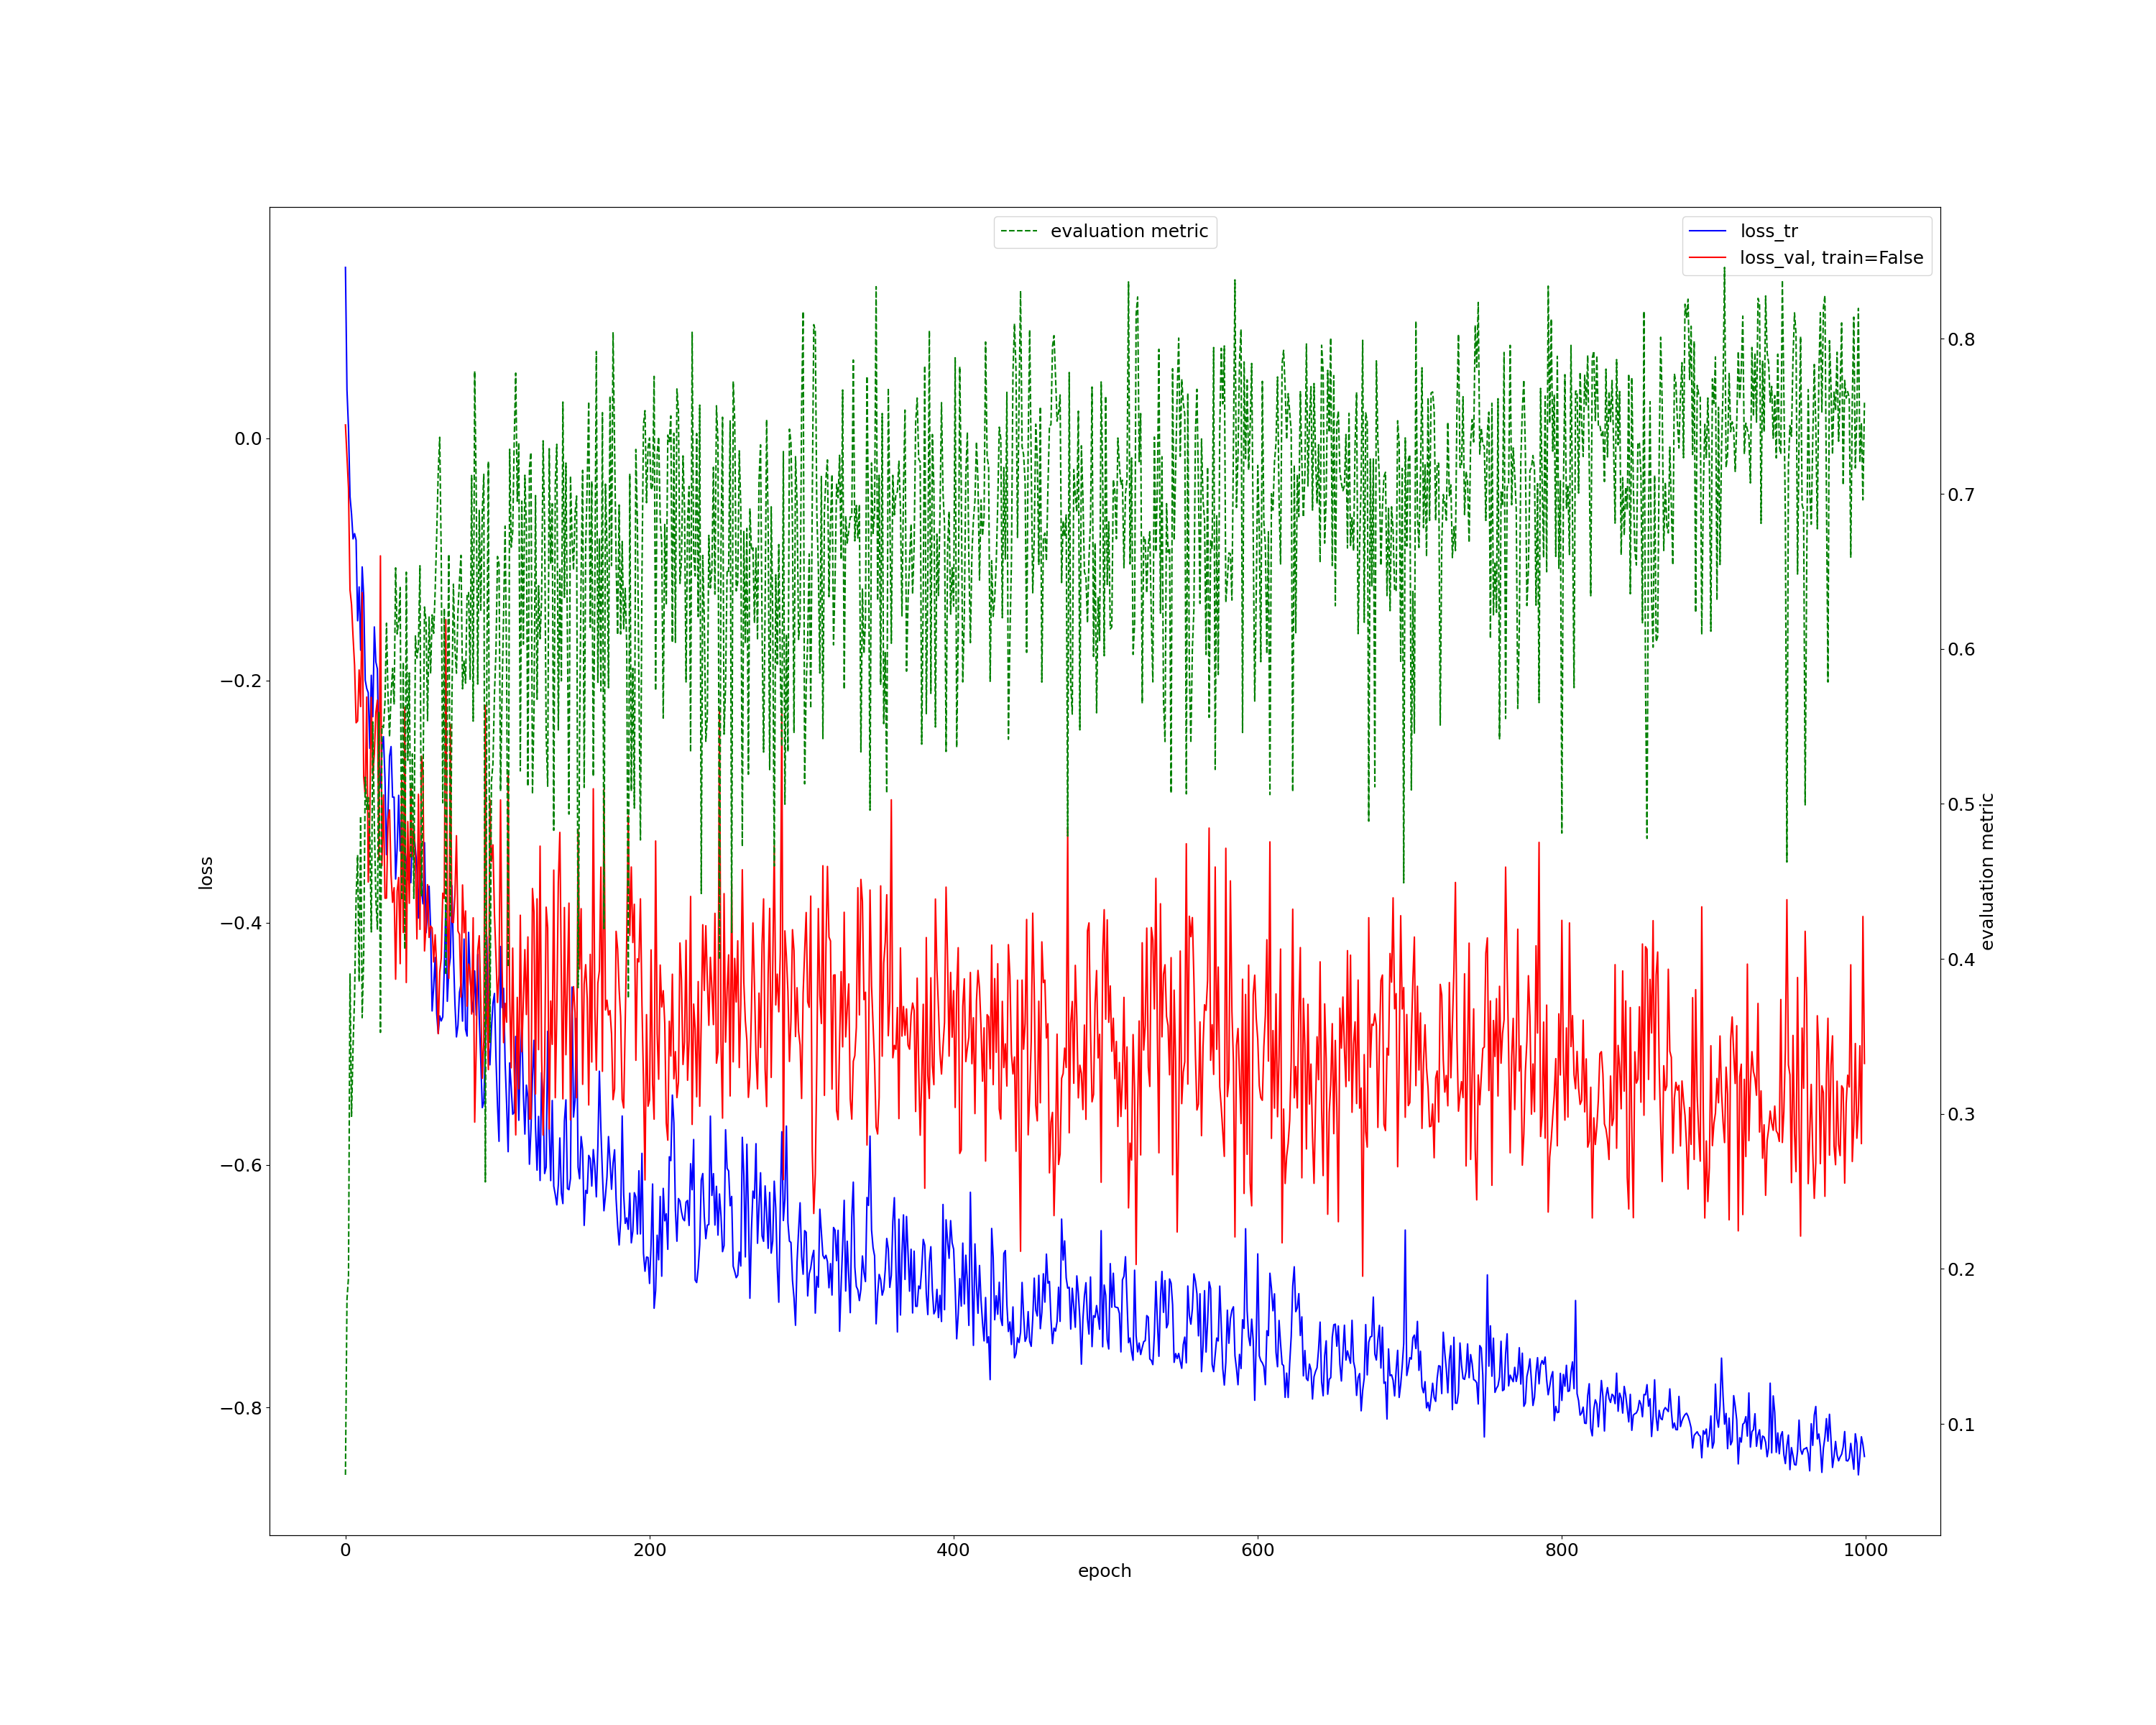 evaluation metric
loss_tr
loss_val, train=False
0.0
−0.2
−0.4
−0.6
−0.8
loss
0.8
0.7
0.6
0.5
0.4
0.3
0.2
0.1
evaluation metric
0 200 400 600 800 1000
epoch